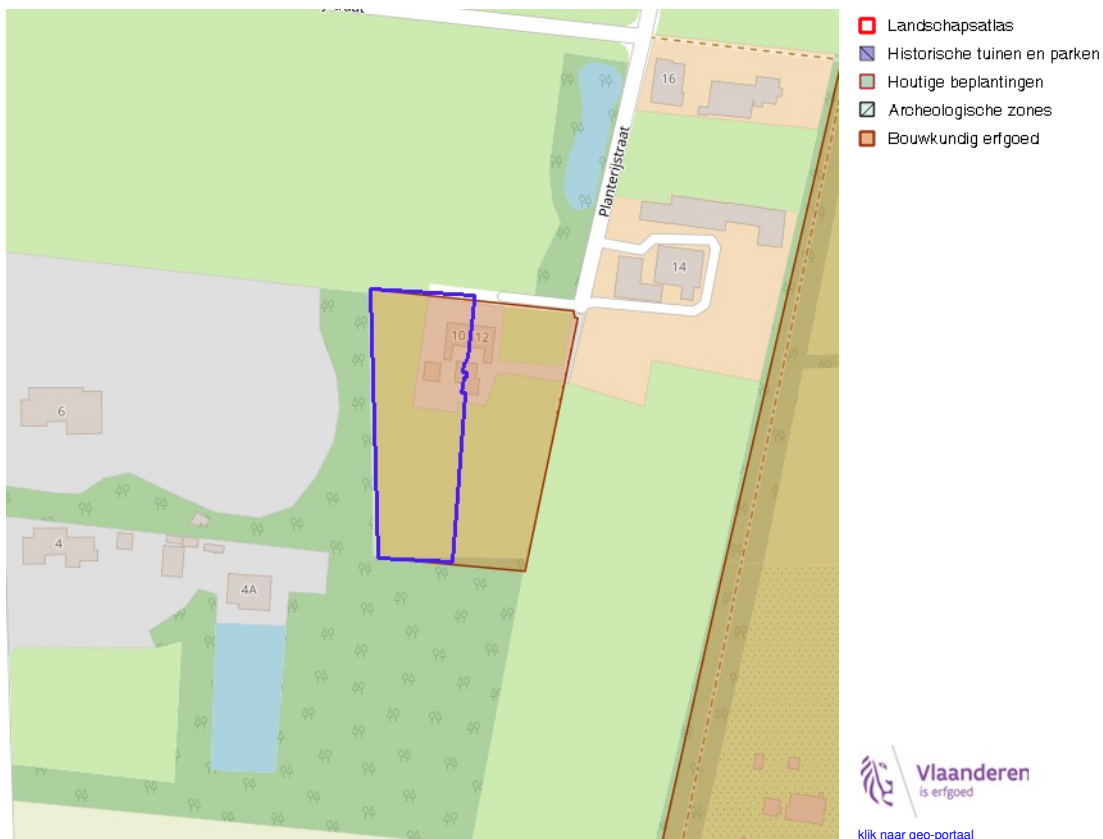 Landschapsatlas
Historische tuinen en parken
Houtige beplantingen
Archeologische zones
Bouwkundig erfgoed
16
Planterijstraat
14
10
12
6
4
4A
Vlaanderen
is erfgoed
klik naar geo-portaal